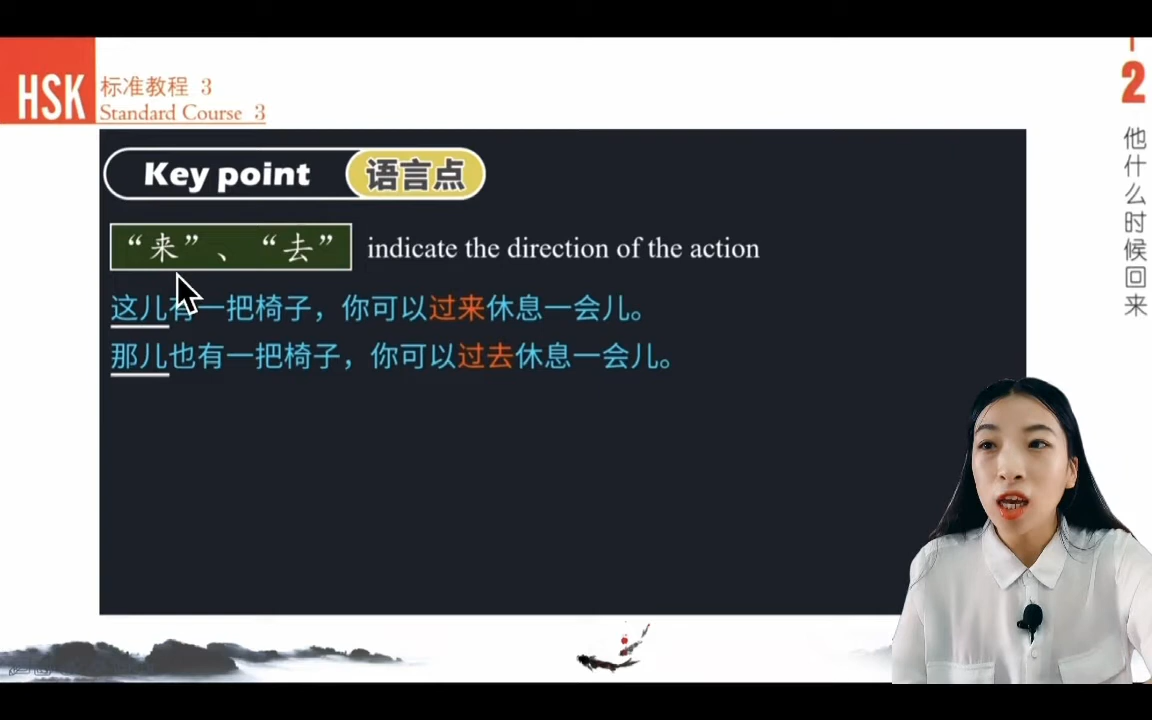 HSK
标准教程 3
Standard Course 3
Key point 语言点
“来”、“去” indicate the direction of the action
这儿有一把椅子，你可以过来休息一会儿。
那儿也有一把椅子，你可以过去休息一会儿。
2
他什么时候回来